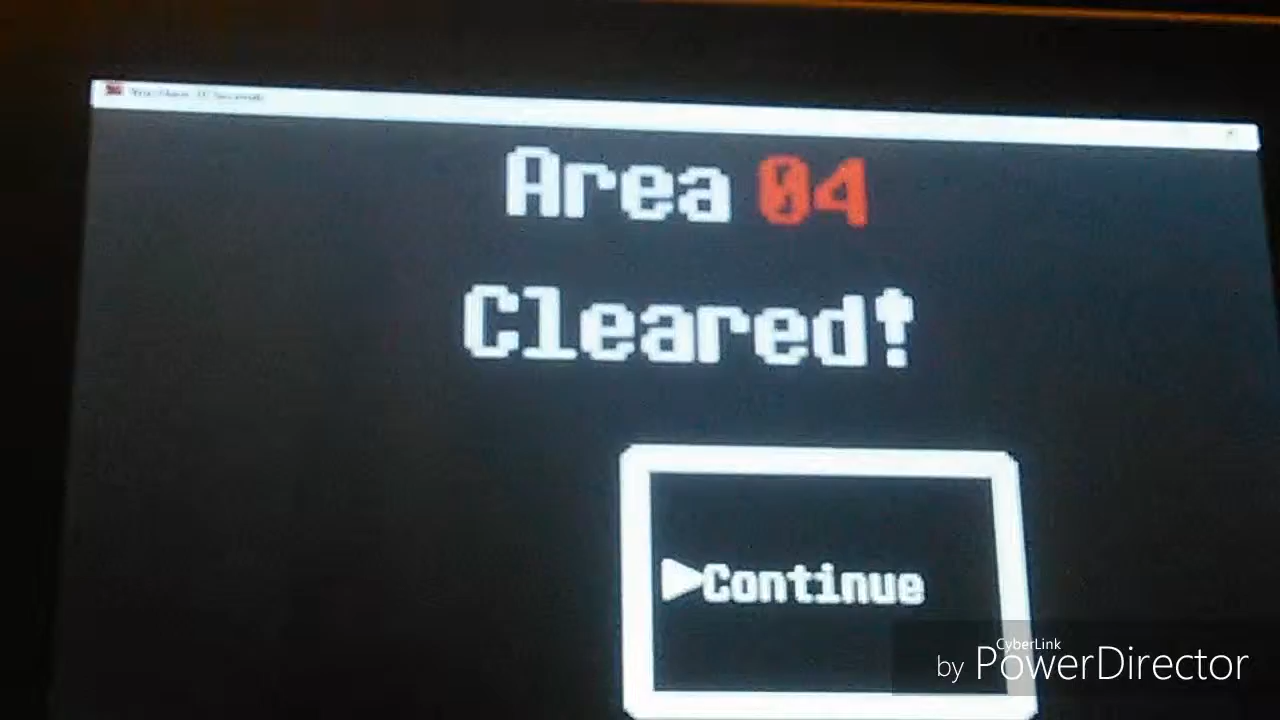 Area 04
Cleared!
▶Continue
CyberLink
by PowerDirector